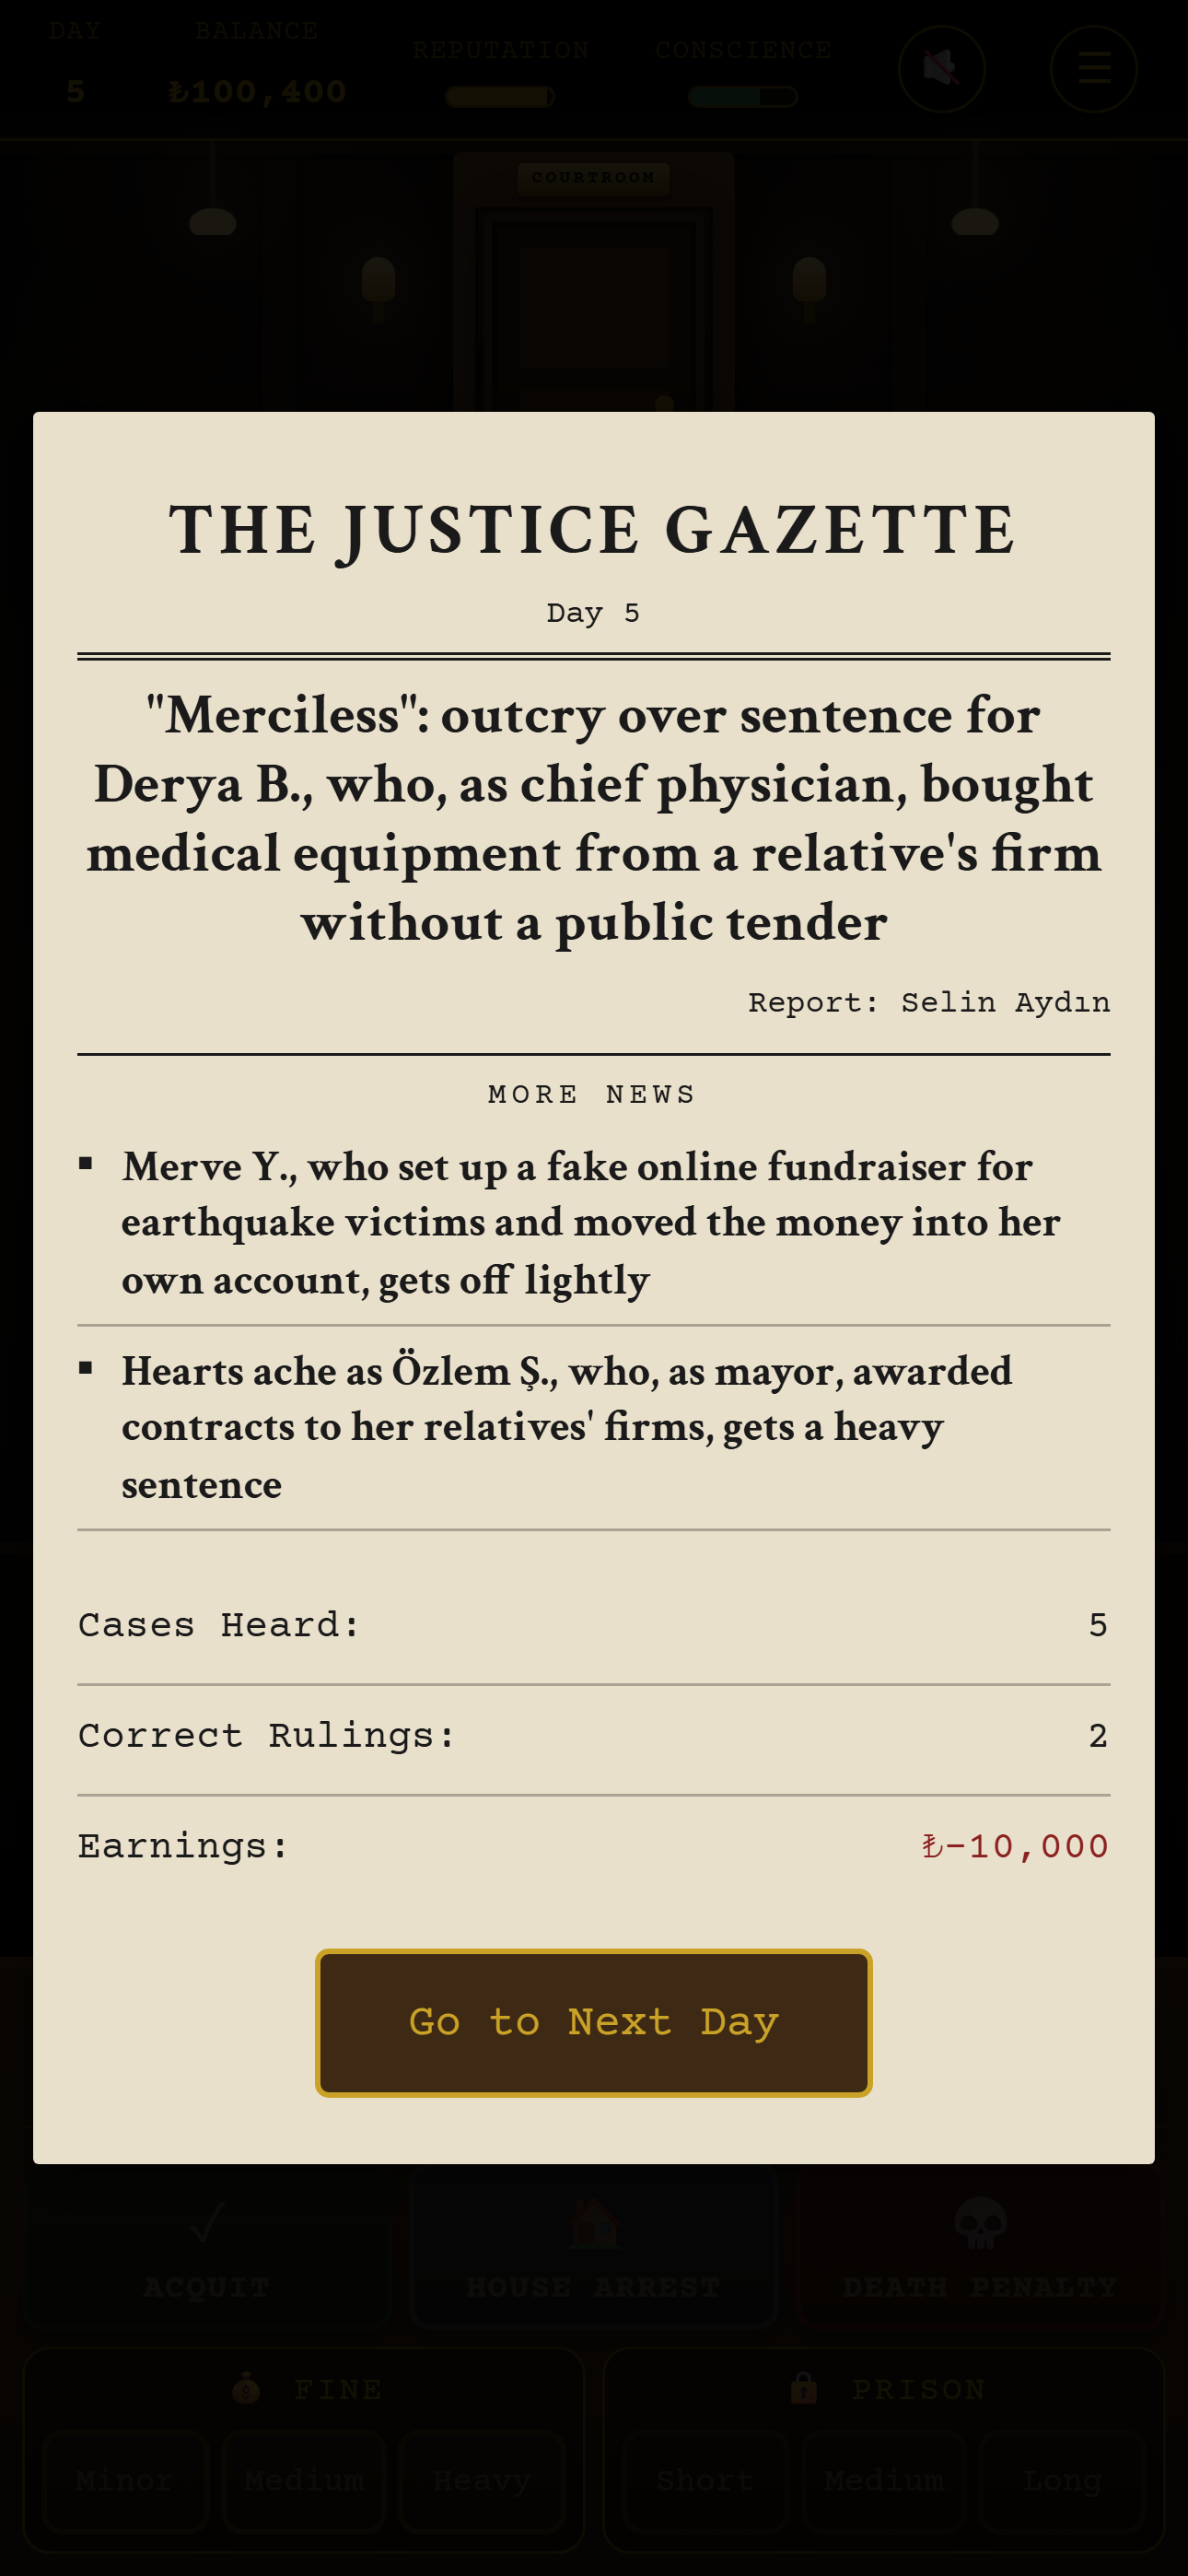 DAY BALANCE REPUTATION CONSCIENCE
5 ₺100,400
COURTROOM
THE JUSTICE GAZETTE
Day 5
"Merciless": outcry over sentence for
Derya B., who, as chief physician, bought
medical equipment from a relative's firm
without a public tender
Report: Selin Aydın
MORE NEWS
▪ Merve Y., who set up a fake online fundraiser for
earthquake victims and moved the money into her
own account, gets off lightly
▪ Hearts ache as Özlem Ş., who, as mayor, awarded
contracts to her relatives' firms, gets a heavy
sentence
Cases Heard: 5
Correct Rulings: 2
Earnings: ₺-10,000
Go to Next Day
ACQUIT HOUSE ARREST DEATH PENALTY
FINE PRISON
Minor Medium Heavy Short Medium Long